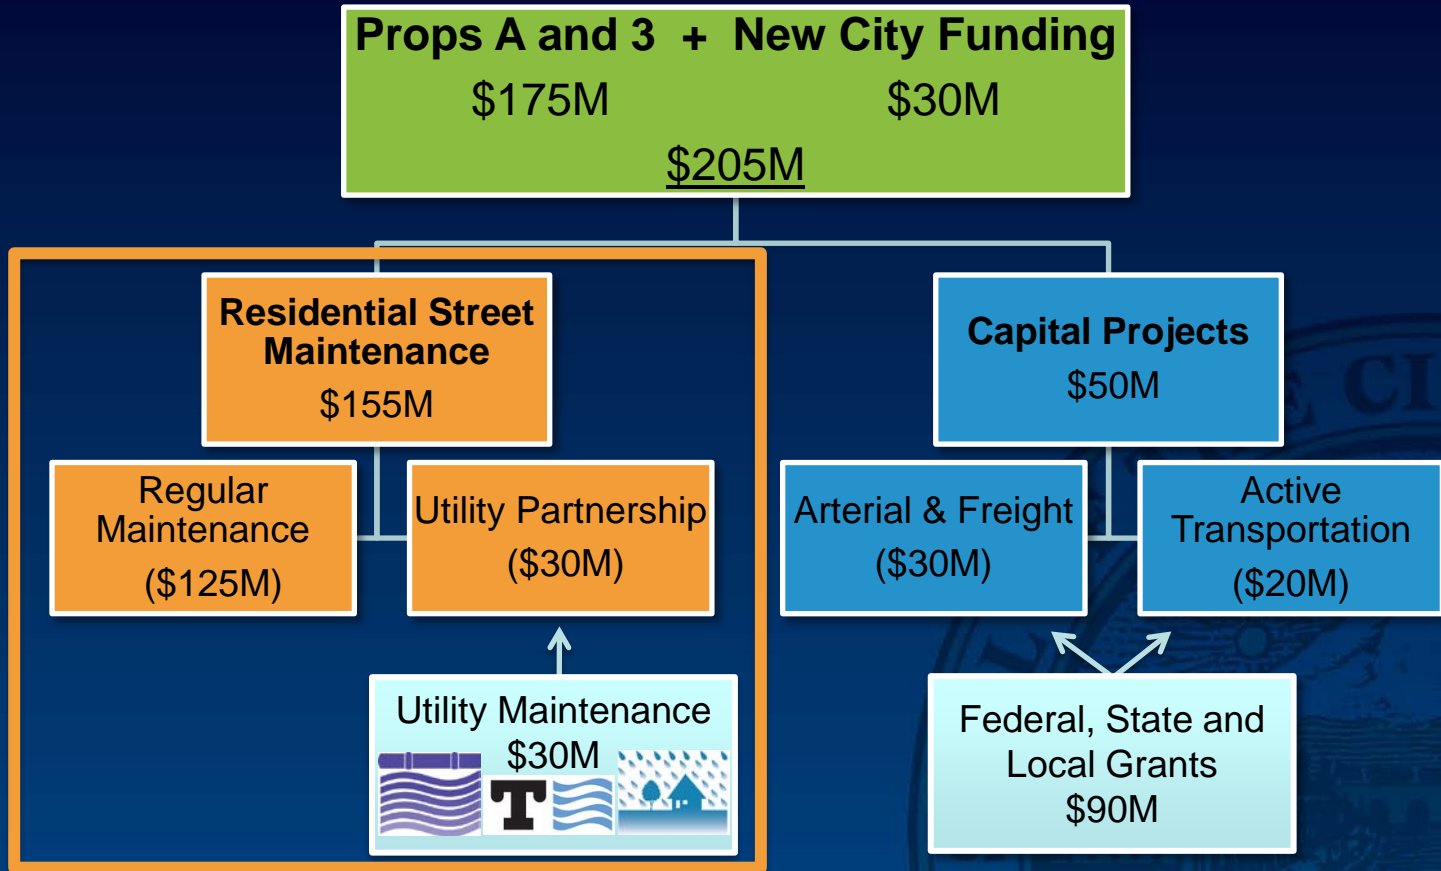 Props A and 3 + New City Funding
$175M $30M
$205M
Residential Street
Maintenance
$155M
Capital Projects
$50M
Regular
Maintenance
($125M)
Utility Partnership
($30M)
Arterial & Freight
($30M)
Active
Transportation
($20M)
Utility Maintenance
$30M
T
Federal, State and
Local Grants
$90M